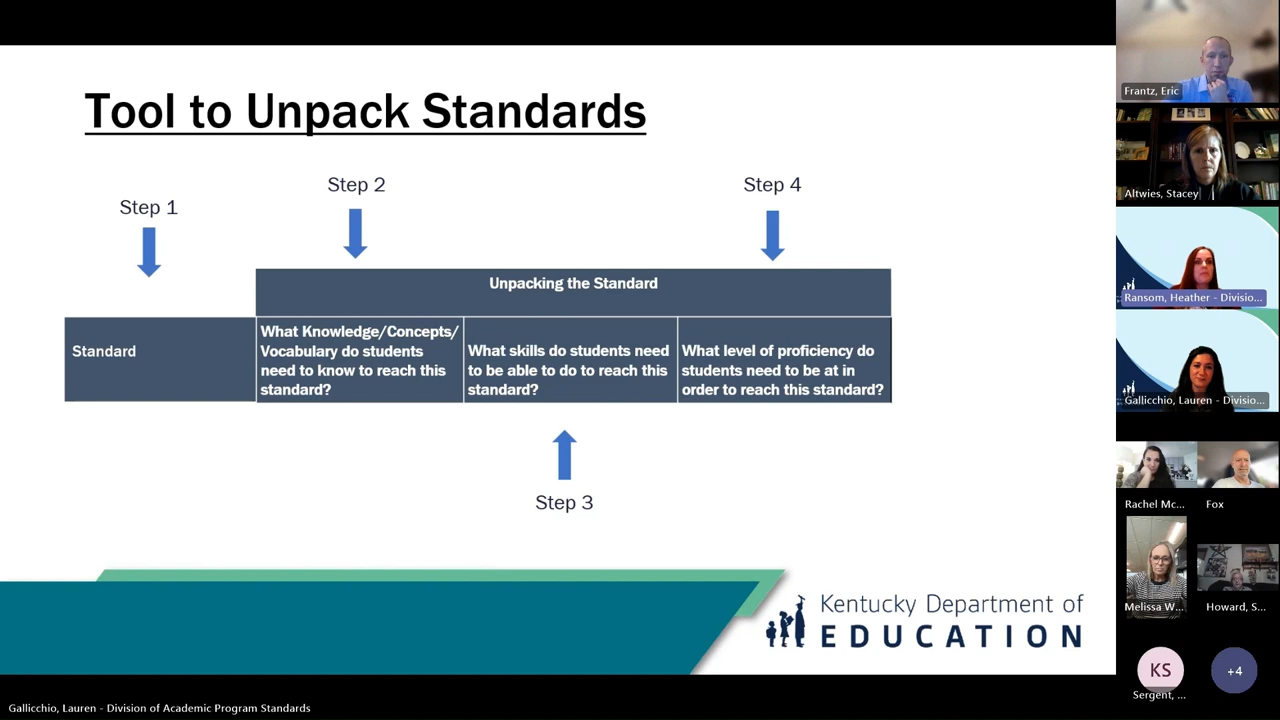 Tool to Unpack Standards
Step 1
Step 2
Step 4
Unpacking the Standard
Standard
What Knowledge/Concepts/
Vocabulary do students
need to know to reach this
standard?
What skills do students need
to be able to do to reach this
standard?
What level of proficiency do
students need to be at in
order to reach this standard?
Step 3
Kentucky Department of
EDUCATION
Gallicchio, Lauren - Division of Academic Program Standards
Frantz, Eric
Altwies, Stacey
Ransom, Heather - Divisio...
Gallicchio, Lauren - Divisio...
Rachel Mc...
Fox
Melissa W...
Howard, S...
KS
Sergent, ...
+4